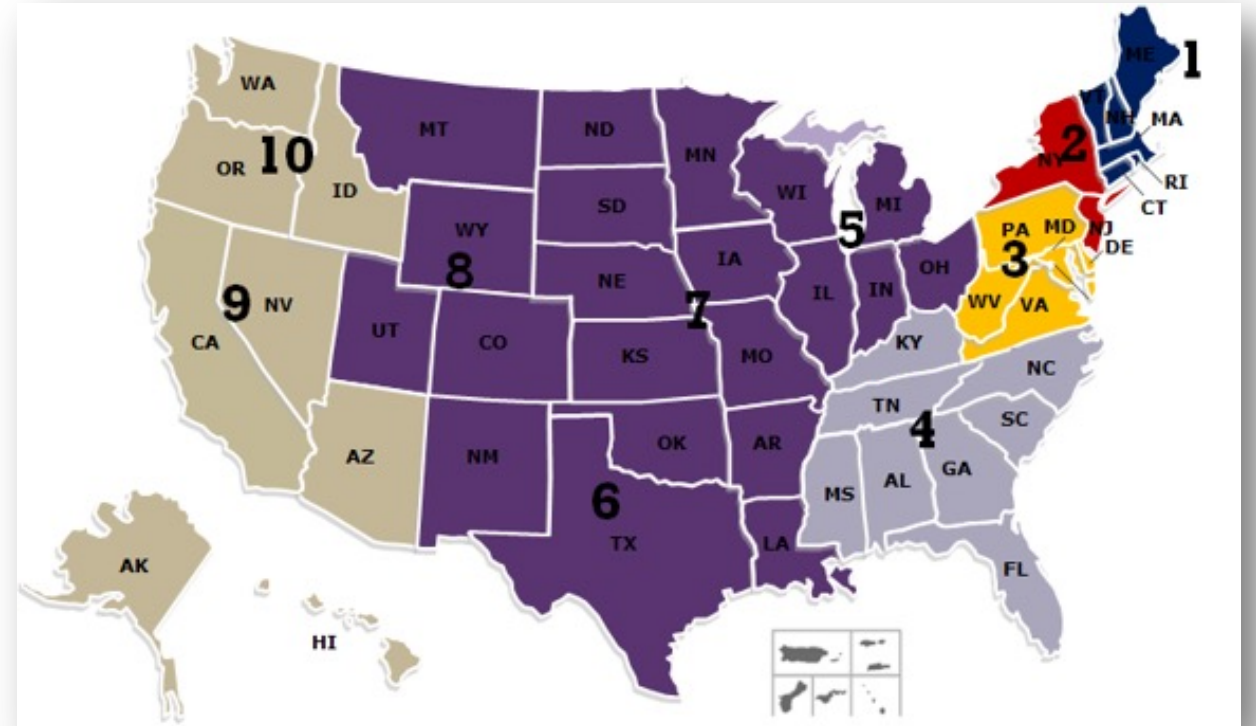 ME
1
WA
VT
NH
MA
MT
ND
MN
2
NY
OR
10
ID
WI
MI
RI
CT
SD
WY
5
PA
MD
NJ
DE
3
IA
OH
8
NE
IL
IN
WV
VA
9
NV
7
UT
CO
KS
MO
KY
CA
NC
TN
SC
4
AZ
NM
OK
AR
GA
AL
MS
6
TX
LA
AK
FL
HI